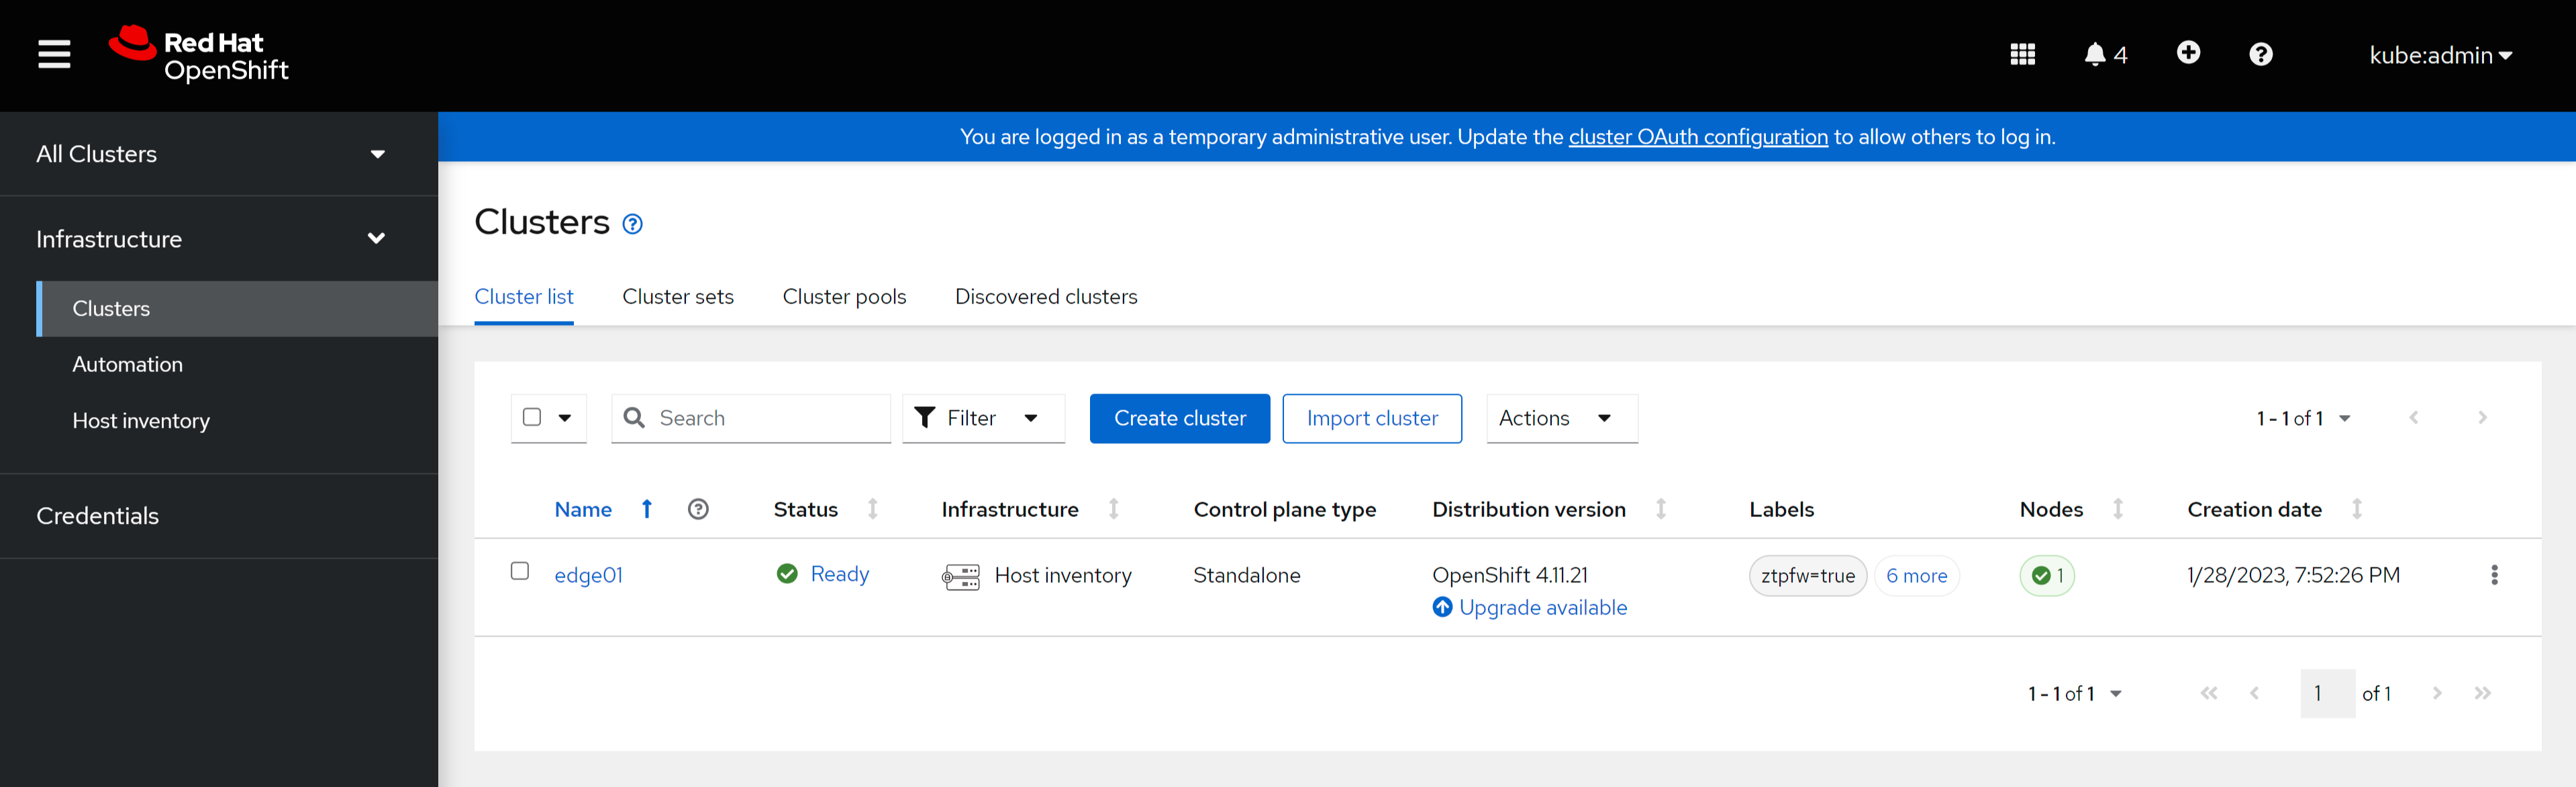 Red Hat
OpenShift
4
kube:admin
All Clusters
Infrastructure
Clusters
Automation
Host inventory
Credentials
You are logged in as a temporary administrative user. Update the cluster OAuth configuration to allow others to log in.
Clusters
Cluster list Cluster sets Cluster pools Discovered clusters
Search Filter Create cluster Import cluster Actions 1 - 1 of 1
Name Status Infrastructure Control plane type Distribution version Labels Nodes Creation date
edge01 Ready Host inventory Standalone OpenShift 4.11.21 ztpfw=true 6 more 1 1/28/2023, 7:52:26 PM
Upgrade available
1 - 1 of 1 1 of 1